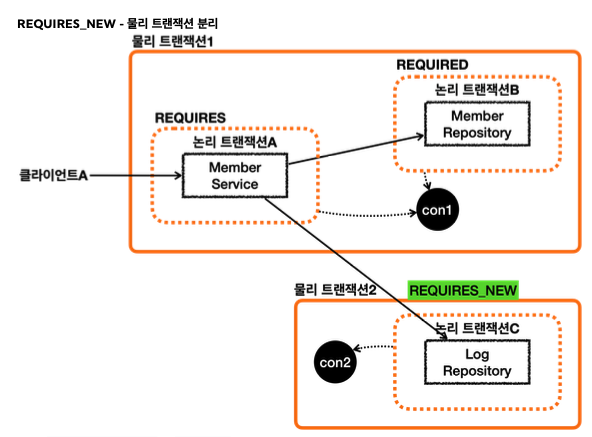 REQUIRES_NEW - 물리 트랜잭션 분리
물리 트랜잭션1
REQUIRED
논리 트랜잭션B
Member
Repository
REQUIRES
논리 트랜잭션A
Member
Service
클라이언트A
con1
물리 트랜잭션2
REQUIRES_NEW
논리 트랜잭션C
Log
Repository
con2